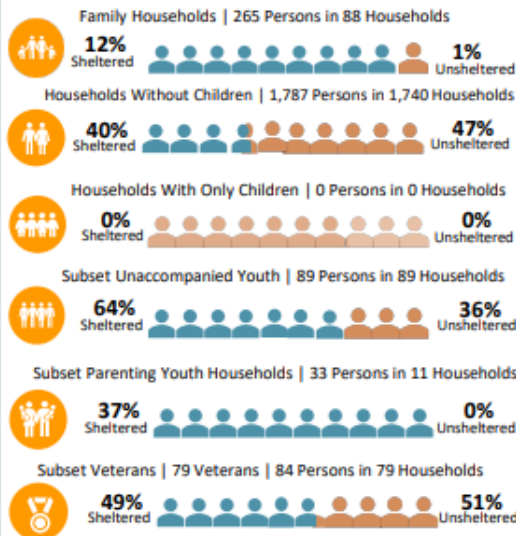 Family Households | 265 Persons in 88 Households
12% 1%
Sheltered Unsheltered
Households Without Children | 1,787 Persons in 1,740 Households
40% 47%
Sheltered Unsheltered
Households With Only Children | 0 Persons in 0 Households
0% 0%
Sheltered Unsheltered
Subset Unaccompanied Youth | 89 Persons in 89 Households
64% 36%
Sheltered Unsheltered
Subset Parenting Youth Households | 33 Persons in 11 Households
37% 0%
Sheltered Unsheltered
Subset Veterans | 79 Veterans | 84 Persons in 79 Households
49% 51%
Sheltered Unsheltered